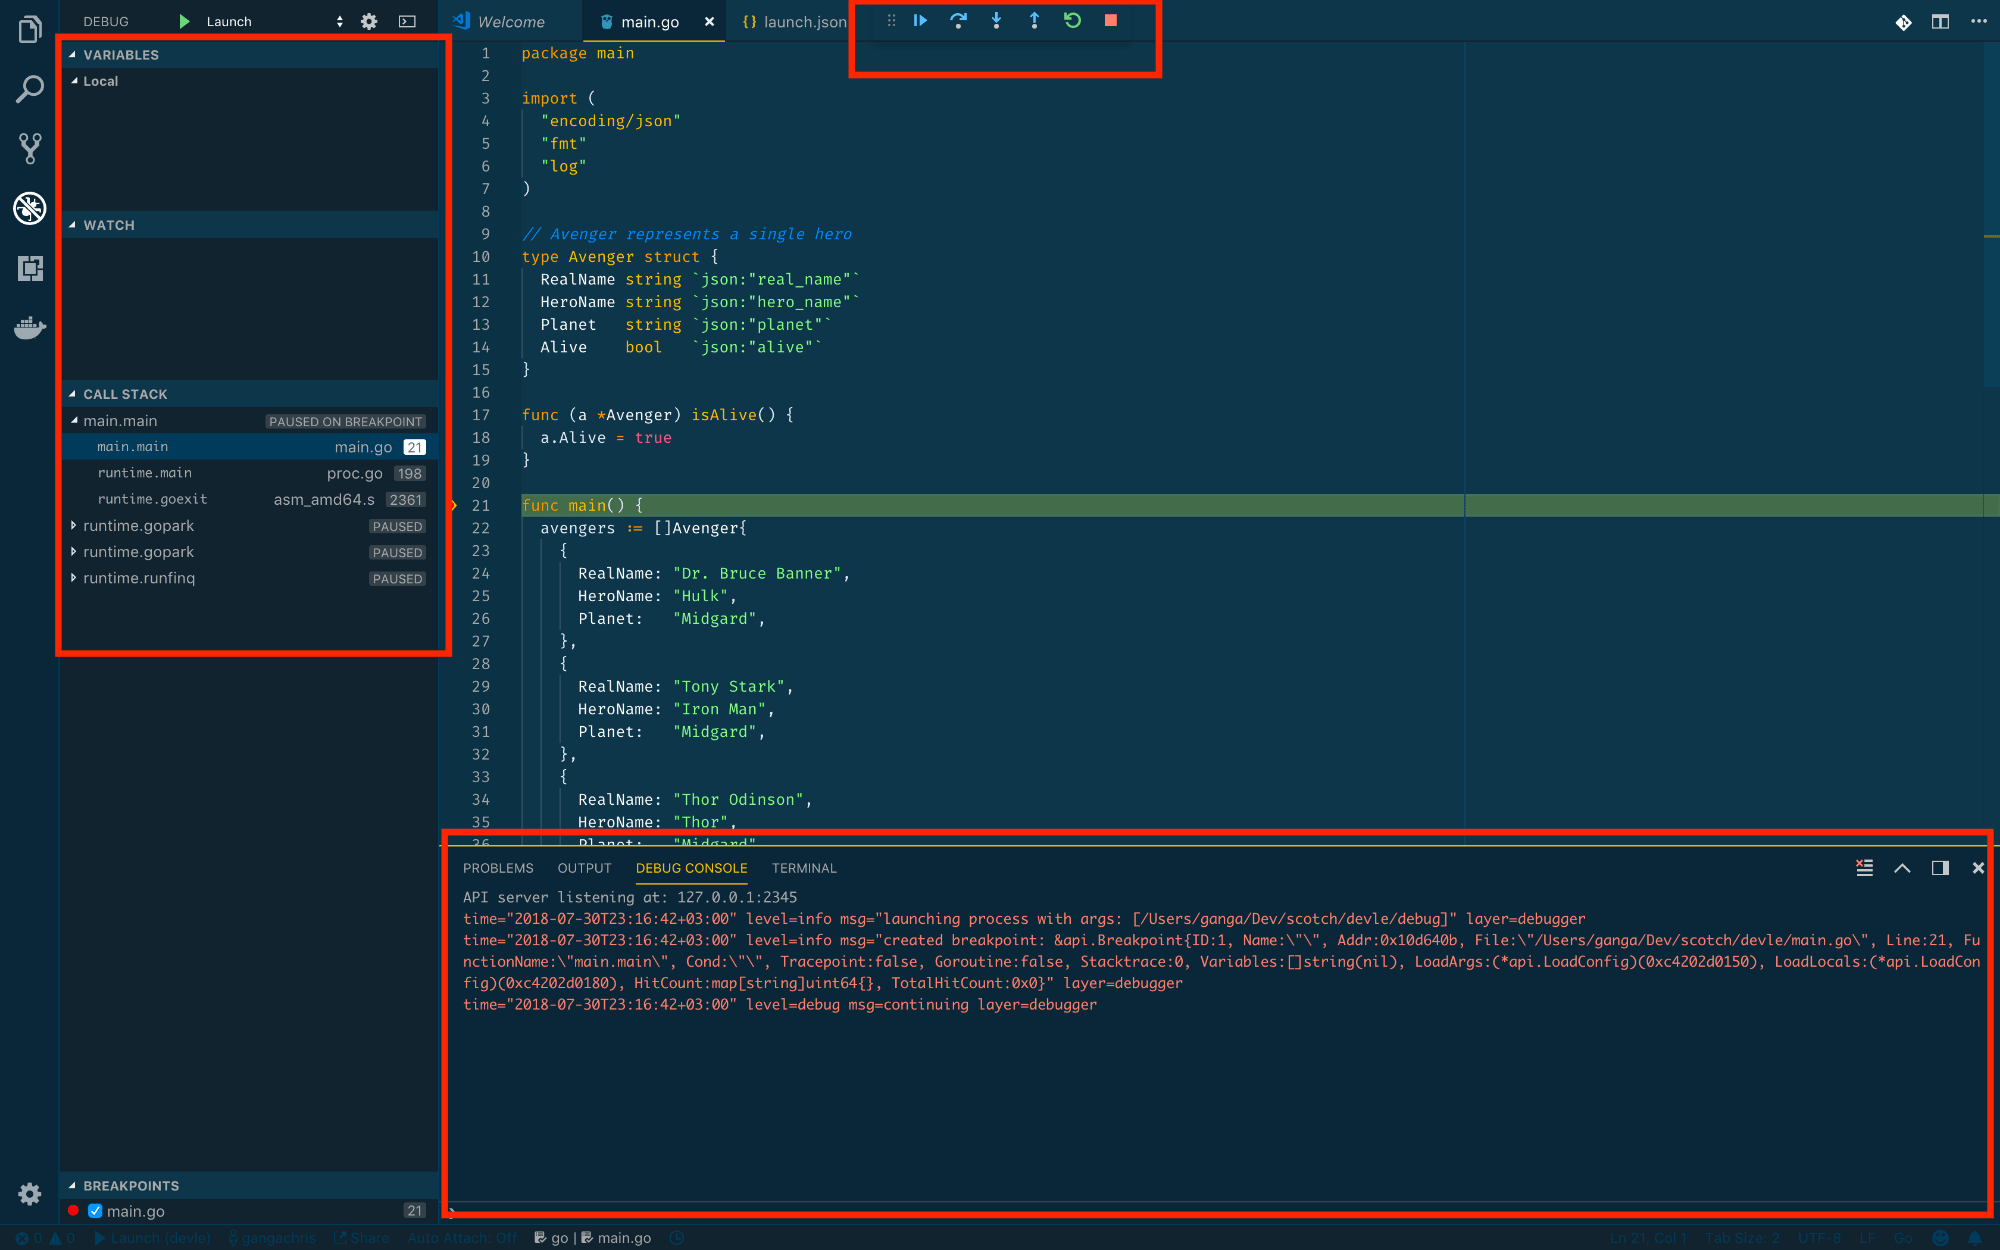 DEBUG Launch
VARIABLES
Local
WATCH
CALL STACK
main.main PAUSED ON BREAKPOINT
main.main main.go 21
runtime.main proc.go 198
runtime.goexit asm_amd64.s 2361
runtime.gopark PAUSED
runtime.gopark PAUSED
runtime.runfinq PAUSED
BREAKPOINTS
main.go 21
Welcome main.go launch.json
1 package main
2
3 import (
4 "encoding/json"
5 "fmt"
6 "log"
7 )
8
9 // Avenger represents a single hero
10 type Avenger struct {
11 RealName string `json:"real_name"`
12 HeroName string `json:"hero_name"`
13 Planet string `json:"planet"`
14 Alive bool `json:"alive"`
15 }
16
17 func (a *Avenger) isAlive() {
18 a.Alive = true
19 }
20
21 func main() {
22 avengers := []Avenger{
23 {
24 RealName: "Dr. Bruce Banner",
25 HeroName: "Hulk",
26 Planet: "Midgard",
27 },
28 {
29 RealName: "Tony Stark",
30 HeroName: "Iron Man",
31 Planet: "Midgard",
32 },
33 {
34 RealName: "Thor Odinson",
35 HeroName: "Thor",
36 Planet: "Midgard"
PROBLEMS OUTPUT DEBUG CONSOLE TERMINAL
API server listening at: 127.0.0.1:2345
time="2018-07-30T23:16:42+03:00" level=info msg="launching process with args: [/Users/ganga/Dev/scotch/devle/debug]" layer=debugger
time="2018-07-30T23:16:42+03:00" level=info msg="created breakpoint: &api.Breakpoint{ID:1, Name:\"\", Addr:0x10d640b, File:\"/Users/ganga/Dev/scotch/devle/main.go\", Line:21, Fu
nctionName:\"main.main\", Cond:\"\", Tracepoint:false, Goroutine:false, Stacktrace:0, Variables:[]string(nil), LoadArgs:(*api.LoadConfig)(0xc4202d0150), LoadLocals:(*api.LoadCon
fig)(0xc4202d0180), HitCount:map[string]uint64{}, TotalHitCount:0x0}" layer=debugger
time="2018-07-30T23:16:42+03:00" level=debug msg=continuing layer=debugger
0 0 Launch (devle) gangachris Share Auto Attach: Off go | main.go Ln 21, Col 1 Tab Size: 2 UTF-8 LF Go